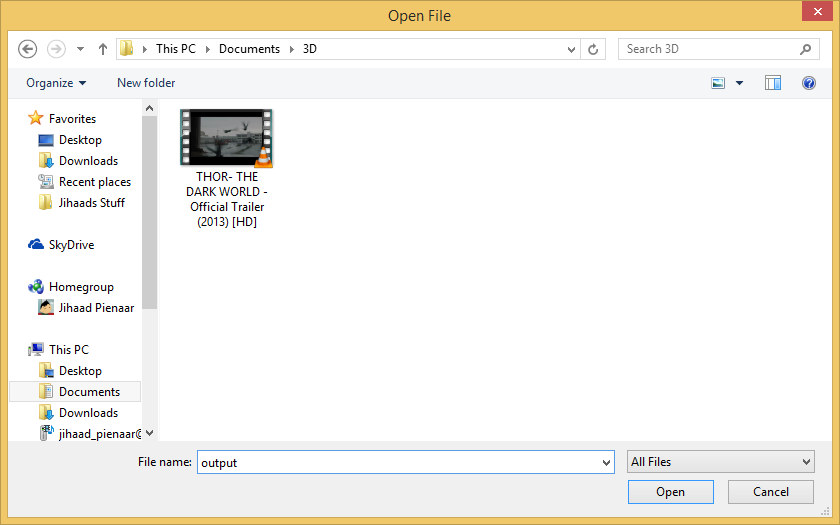 Open File
This PC Documents 3D
Search 3D
Organize
New folder
Favorites
Desktop
Downloads
Recent places
Jihaads Stuff
SkyDrive
Homegroup
Jihaad Pienaar
This PC
Desktop
Documents
Downloads
jihaad_pienaar@
THOR- THE
DARK WORLD -
Official Trailer
(2013) [HD]
File name: output
All Files
Open
Cancel